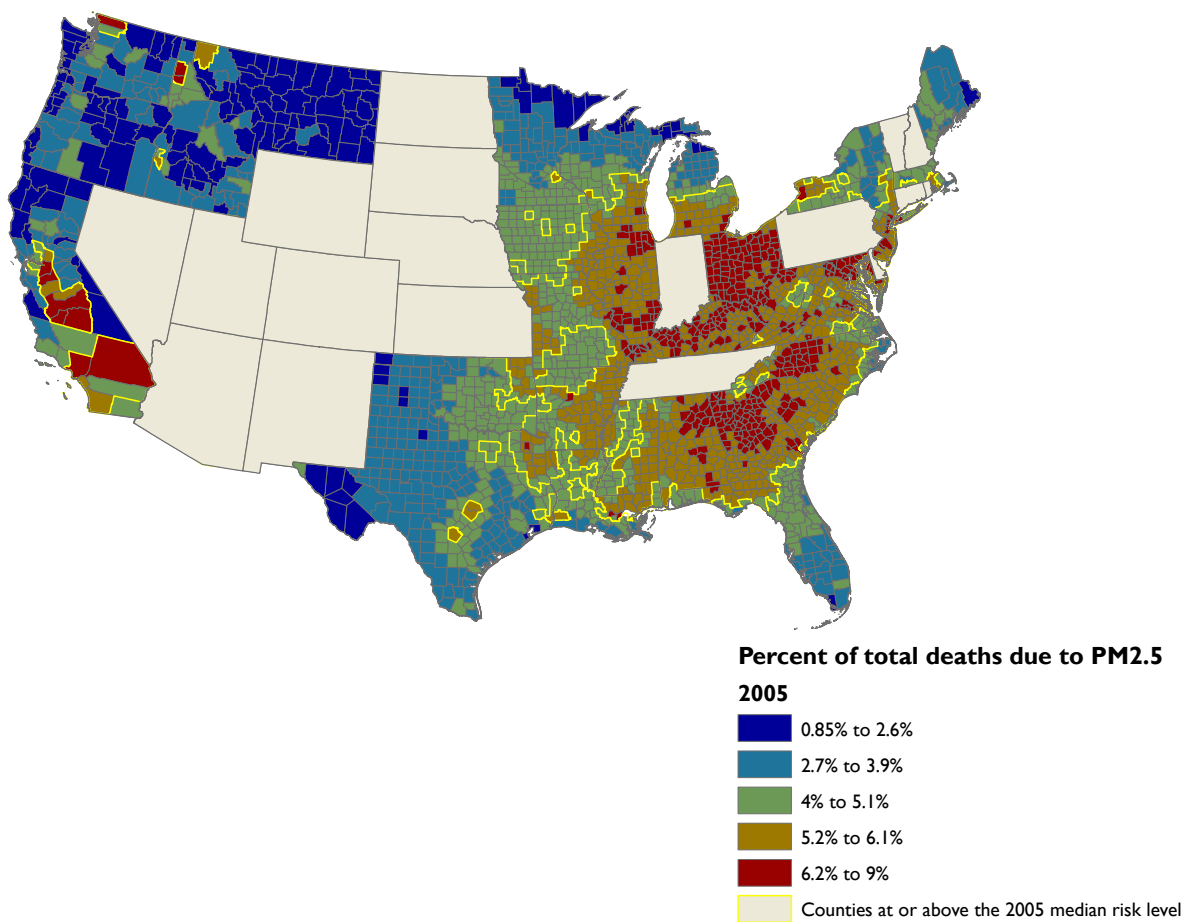 Percent of total deaths due to PM2.5
2005
0.85% to 2.6%
2.7% to 3.9%
4% to 5.1%
5.2% to 6.1%
6.2% to 9%
Counties at or above the 2005 median risk level